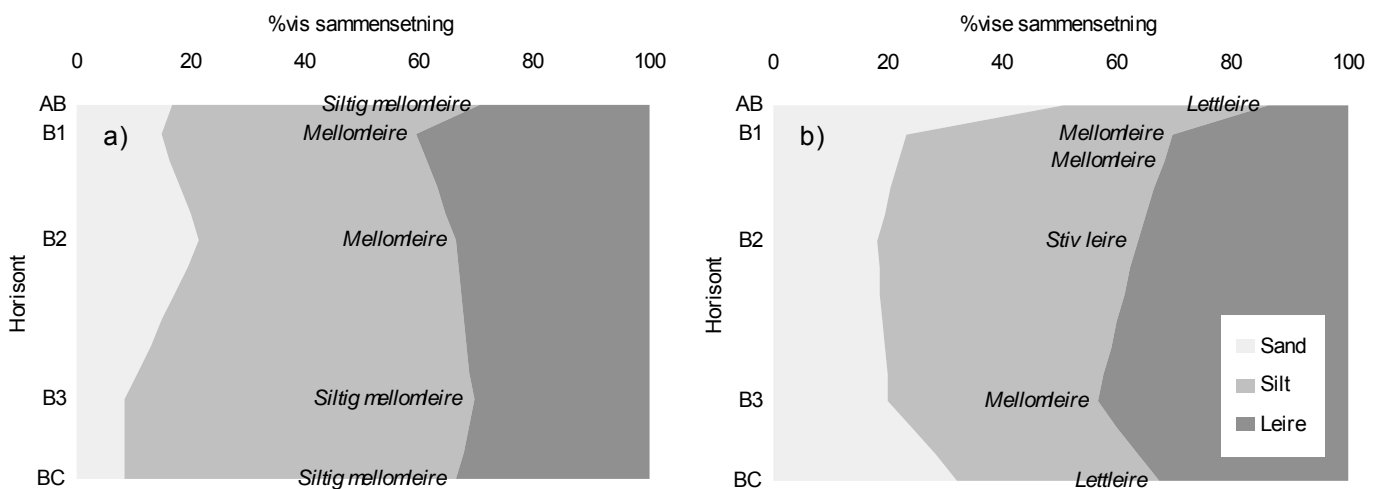 %vis sammensetning
0 20 40 60 80 100
Horisont
a)
AB Siltig mellomleire
B1 Mellomleire
B2 Mellomleire
B3 Siltig mellomleire
BC Siltig mellomleire
%vise sammensetning
0 20 40 60 80 100
Horisont
b)
AB Lettleire
B1 Mellomleire
Mellomleire
B2 Stiv leire
B3 Mellomleire
BC Lettleire
Sand
Silt
Leire